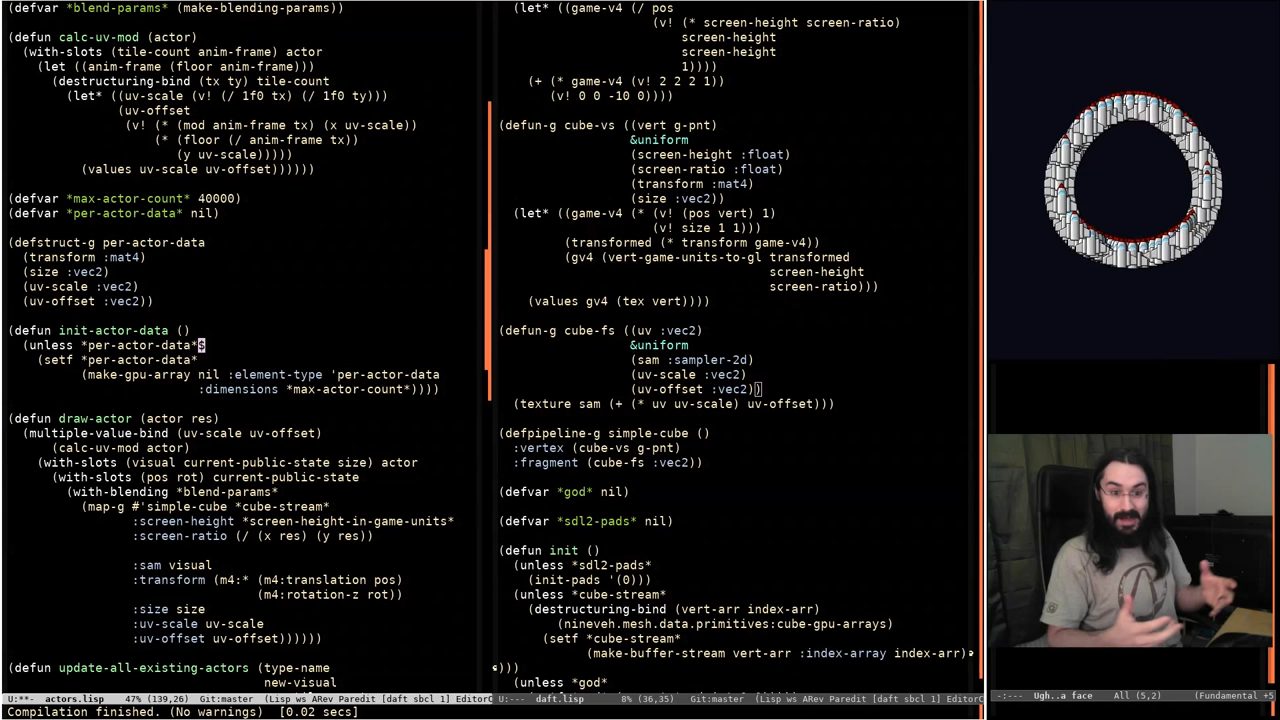 (defvar *blend-params* (make-blending-params))
(defun calc-uv-mod (actor)
(with-slots (tile-count anim-frame) actor
(let ((anim-frame (floor anim-frame)))
(destructuring-bind (tx ty) tile-count
(let* ((uv-scale (v! (/ 1f0 tx) (/ 1f0 ty)))
(uv-offset
(v! (* (mod anim-frame tx) (x uv-scale))
(* (floor (/ anim-frame tx))
(y uv-scale)))))
(values uv-scale uv-offset))))))
(defvar *max-actor-count* 40000)
(defvar *per-actor-data* nil)
(defstruct-g per-actor-data
(transform :mat4)
(size :vec2)
(uv-scale :vec2)
(uv-offset :vec2))
(defun init-actor-data ()
(unless *per-actor-data*$
(setf *per-actor-data*
(make-gpu-array nil :element-type 'per-actor-data
:dimensions *max-actor-count*))))
(defun draw-actor (actor res)
(multiple-value-bind (uv-scale uv-offset)
(calc-uv-mod actor)
(with-slots (visual current-public-state size) actor
(with-slots (pos rot) current-public-state
(with-blending *blend-params*
(map-g #'simple-cube *cube-stream*
:screen-height *screen-height-in-game-units*
:screen-ratio (/ (x res) (y res))
:sam visual
:transform (m4:* (m4:translation pos)
(m4:rotation-z rot))
:size size
:uv-scale uv-scale
:uv-offset uv-offset))))))
(defun update-all-existing-actors (type-name
new-visual
U:**- actors.lisp 47% (139,26) Git:master (Lisp ws ARev Paredit [daft sbcl 1] EditorC
Compilation finished. (No warnings) [0.02 secs]
(let* ((game-v4 (/ pos
(v! (* screen-height screen-ratio)
screen-height
screen-height
1))))
(+ (* game-v4 (v! 2 2 2 1))
(v! 0 0 -10 0))))
(defun-g cube-vs ((vert g-pnt)
&uniform
(screen-height :float)
(screen-ratio :float)
(transform :mat4)
(size :vec2))
(let* ((game-v4 (* (v! (pos vert) 1)
(v! size 1 1)))
(transformed (* transform game-v4))
(gv4 (vert-game-units-to-gl transformed
screen-height
screen-ratio)))
(values gv4 (tex vert))))
(defun-g cube-fs ((uv :vec2)
&uniform
(sam :sampler-2d)
(uv-scale :vec2)
(uv-offset :vec2))
(texture sam (+ (* uv uv-scale) uv-offset)))
(defpipeline-g simple-cube ()
:vertex (cube-vs g-pnt)
:fragment (cube-fs :vec2))
(defvar *god* nil)
(defvar *sdl2-pads* nil)
(defun init ()
(unless *sdl2-pads*
(init-pads '(0)))
(unless *cube-stream*
(destructuring-bind (vert-arr index-arr)
(nineveh.mesh.data.primitives:cube-gpu-arrays)
(setf *cube-stream*
(make-buffer-stream vert-arr :index-array index-arr)
)))
(unless *god*
U:--- daft.lisp 8% (36,35) Git:master (Lisp ws ARev Paredit [daft sbcl 1] EditorC
-:--- Ugh..a face All (5,2) (Fundamental +5